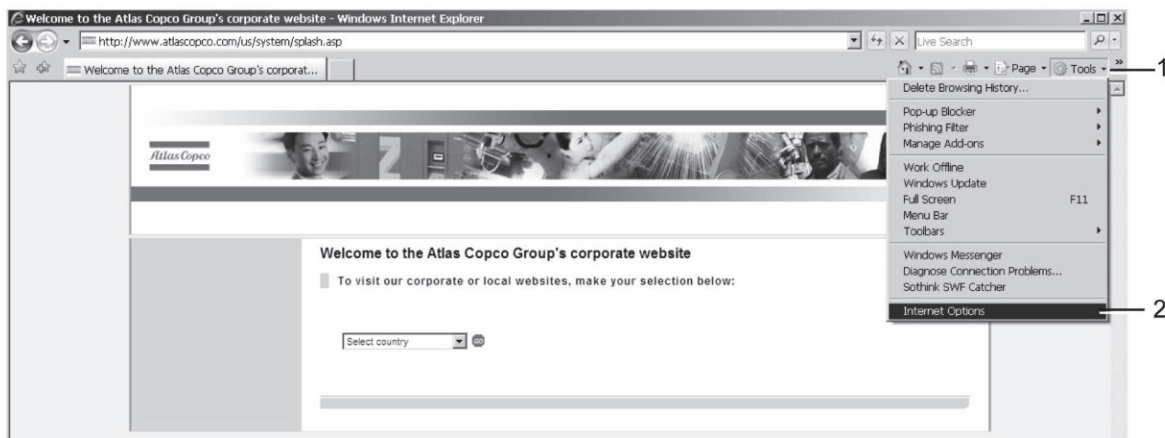 Welcome to the Atlas Copco Group's corporate website - Windows Internet Explorer
http://www.atlascopco.com/us/system/splash.asp
Live Search
Welcome to the Atlas Copco Group's corporat...
Page
Tools
1
Delete Browsing History...
Pop-up Blocker
Phishing Filter
Manage Add-ons
Work Offline
Windows Update
Full Screen F11
Menu Bar
Toolbars
Windows Messenger
Diagnose Connection Problems...
Sothink SWF Catcher
Internet Options
2
Atlas Copco
Welcome to the Atlas Copco Group's corporate website
To visit our corporate or local websites, make your selection below:
Select country
GO